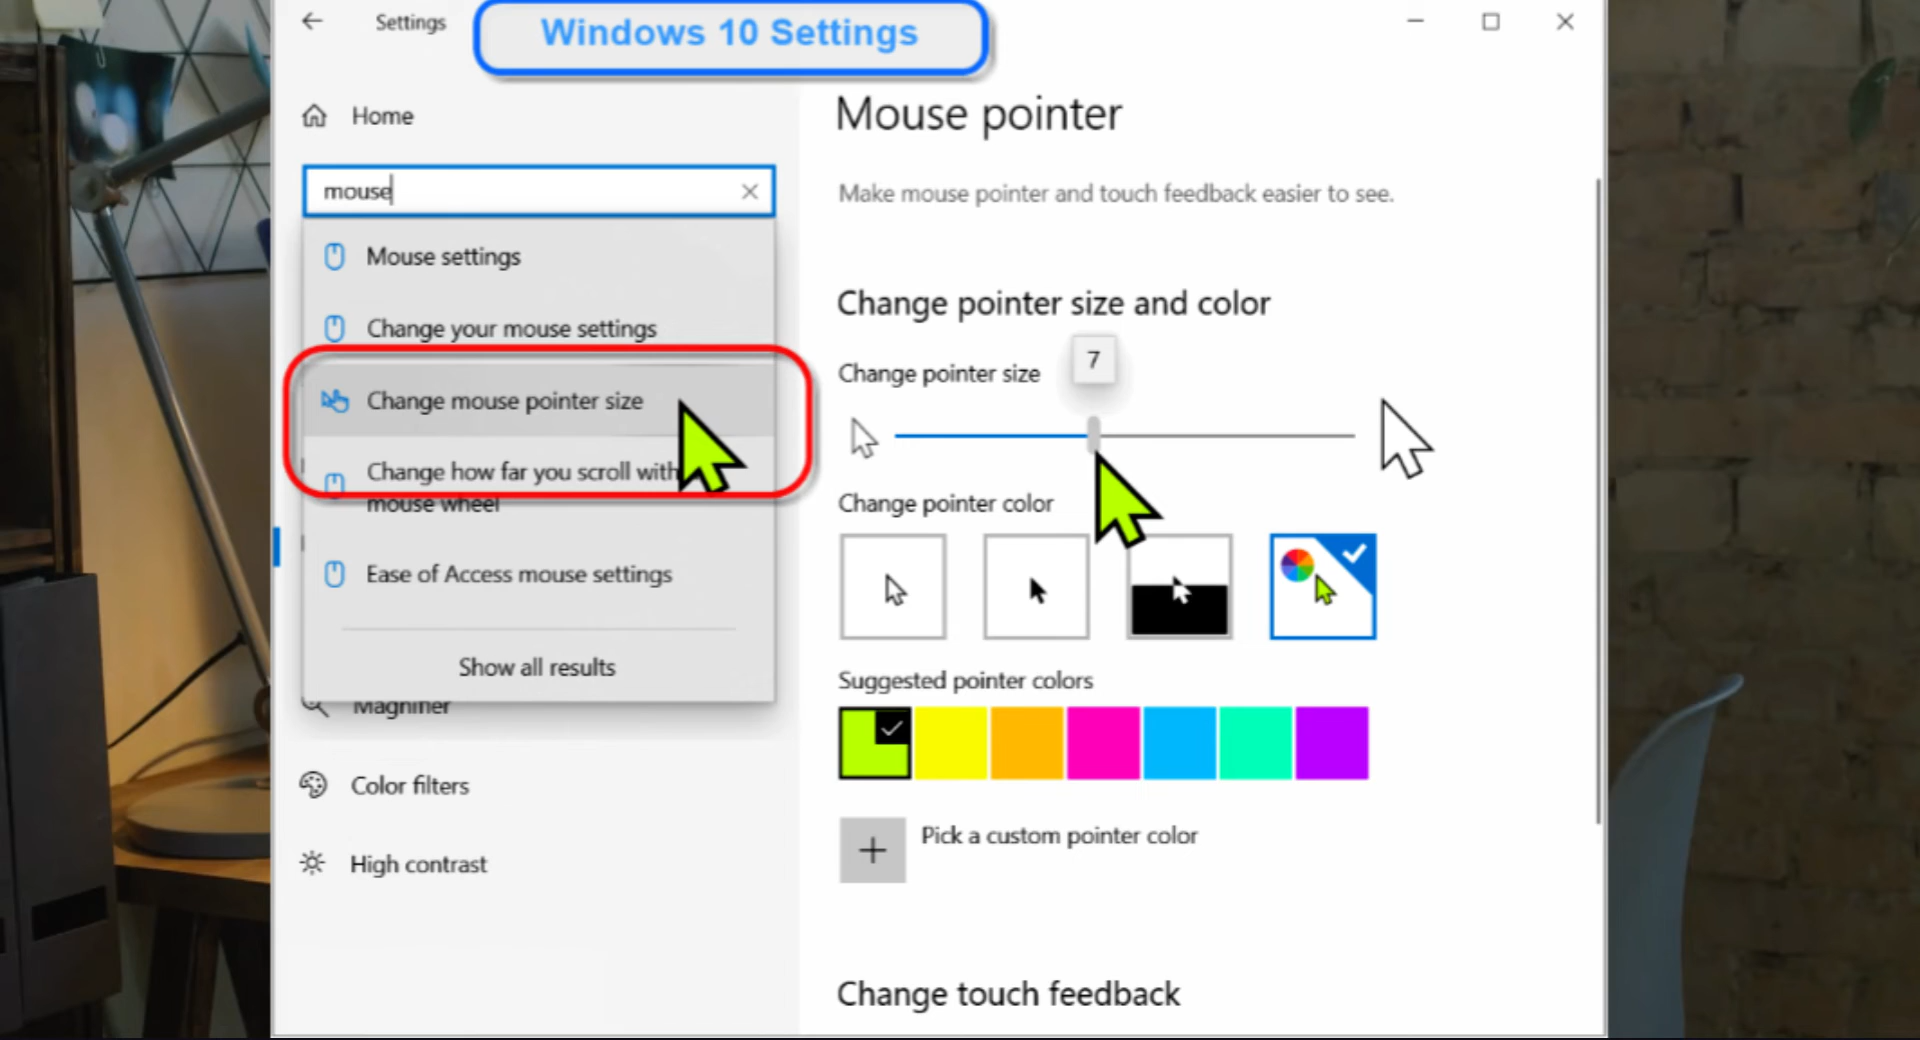 Settings
Windows 10 Settings
Home
mouse
Mouse settings
Change your mouse settings
Change mouse pointer size
Change how far you scroll with
mouse wheel
Ease of Access mouse settings
Show all results
Magnifier
Color filters
High contrast
Mouse pointer
Make mouse pointer and touch feedback easier to see.
Change pointer size and color
7
Change pointer size
Change pointer color
Suggested pointer colors
Pick a custom pointer color
Change touch feedback